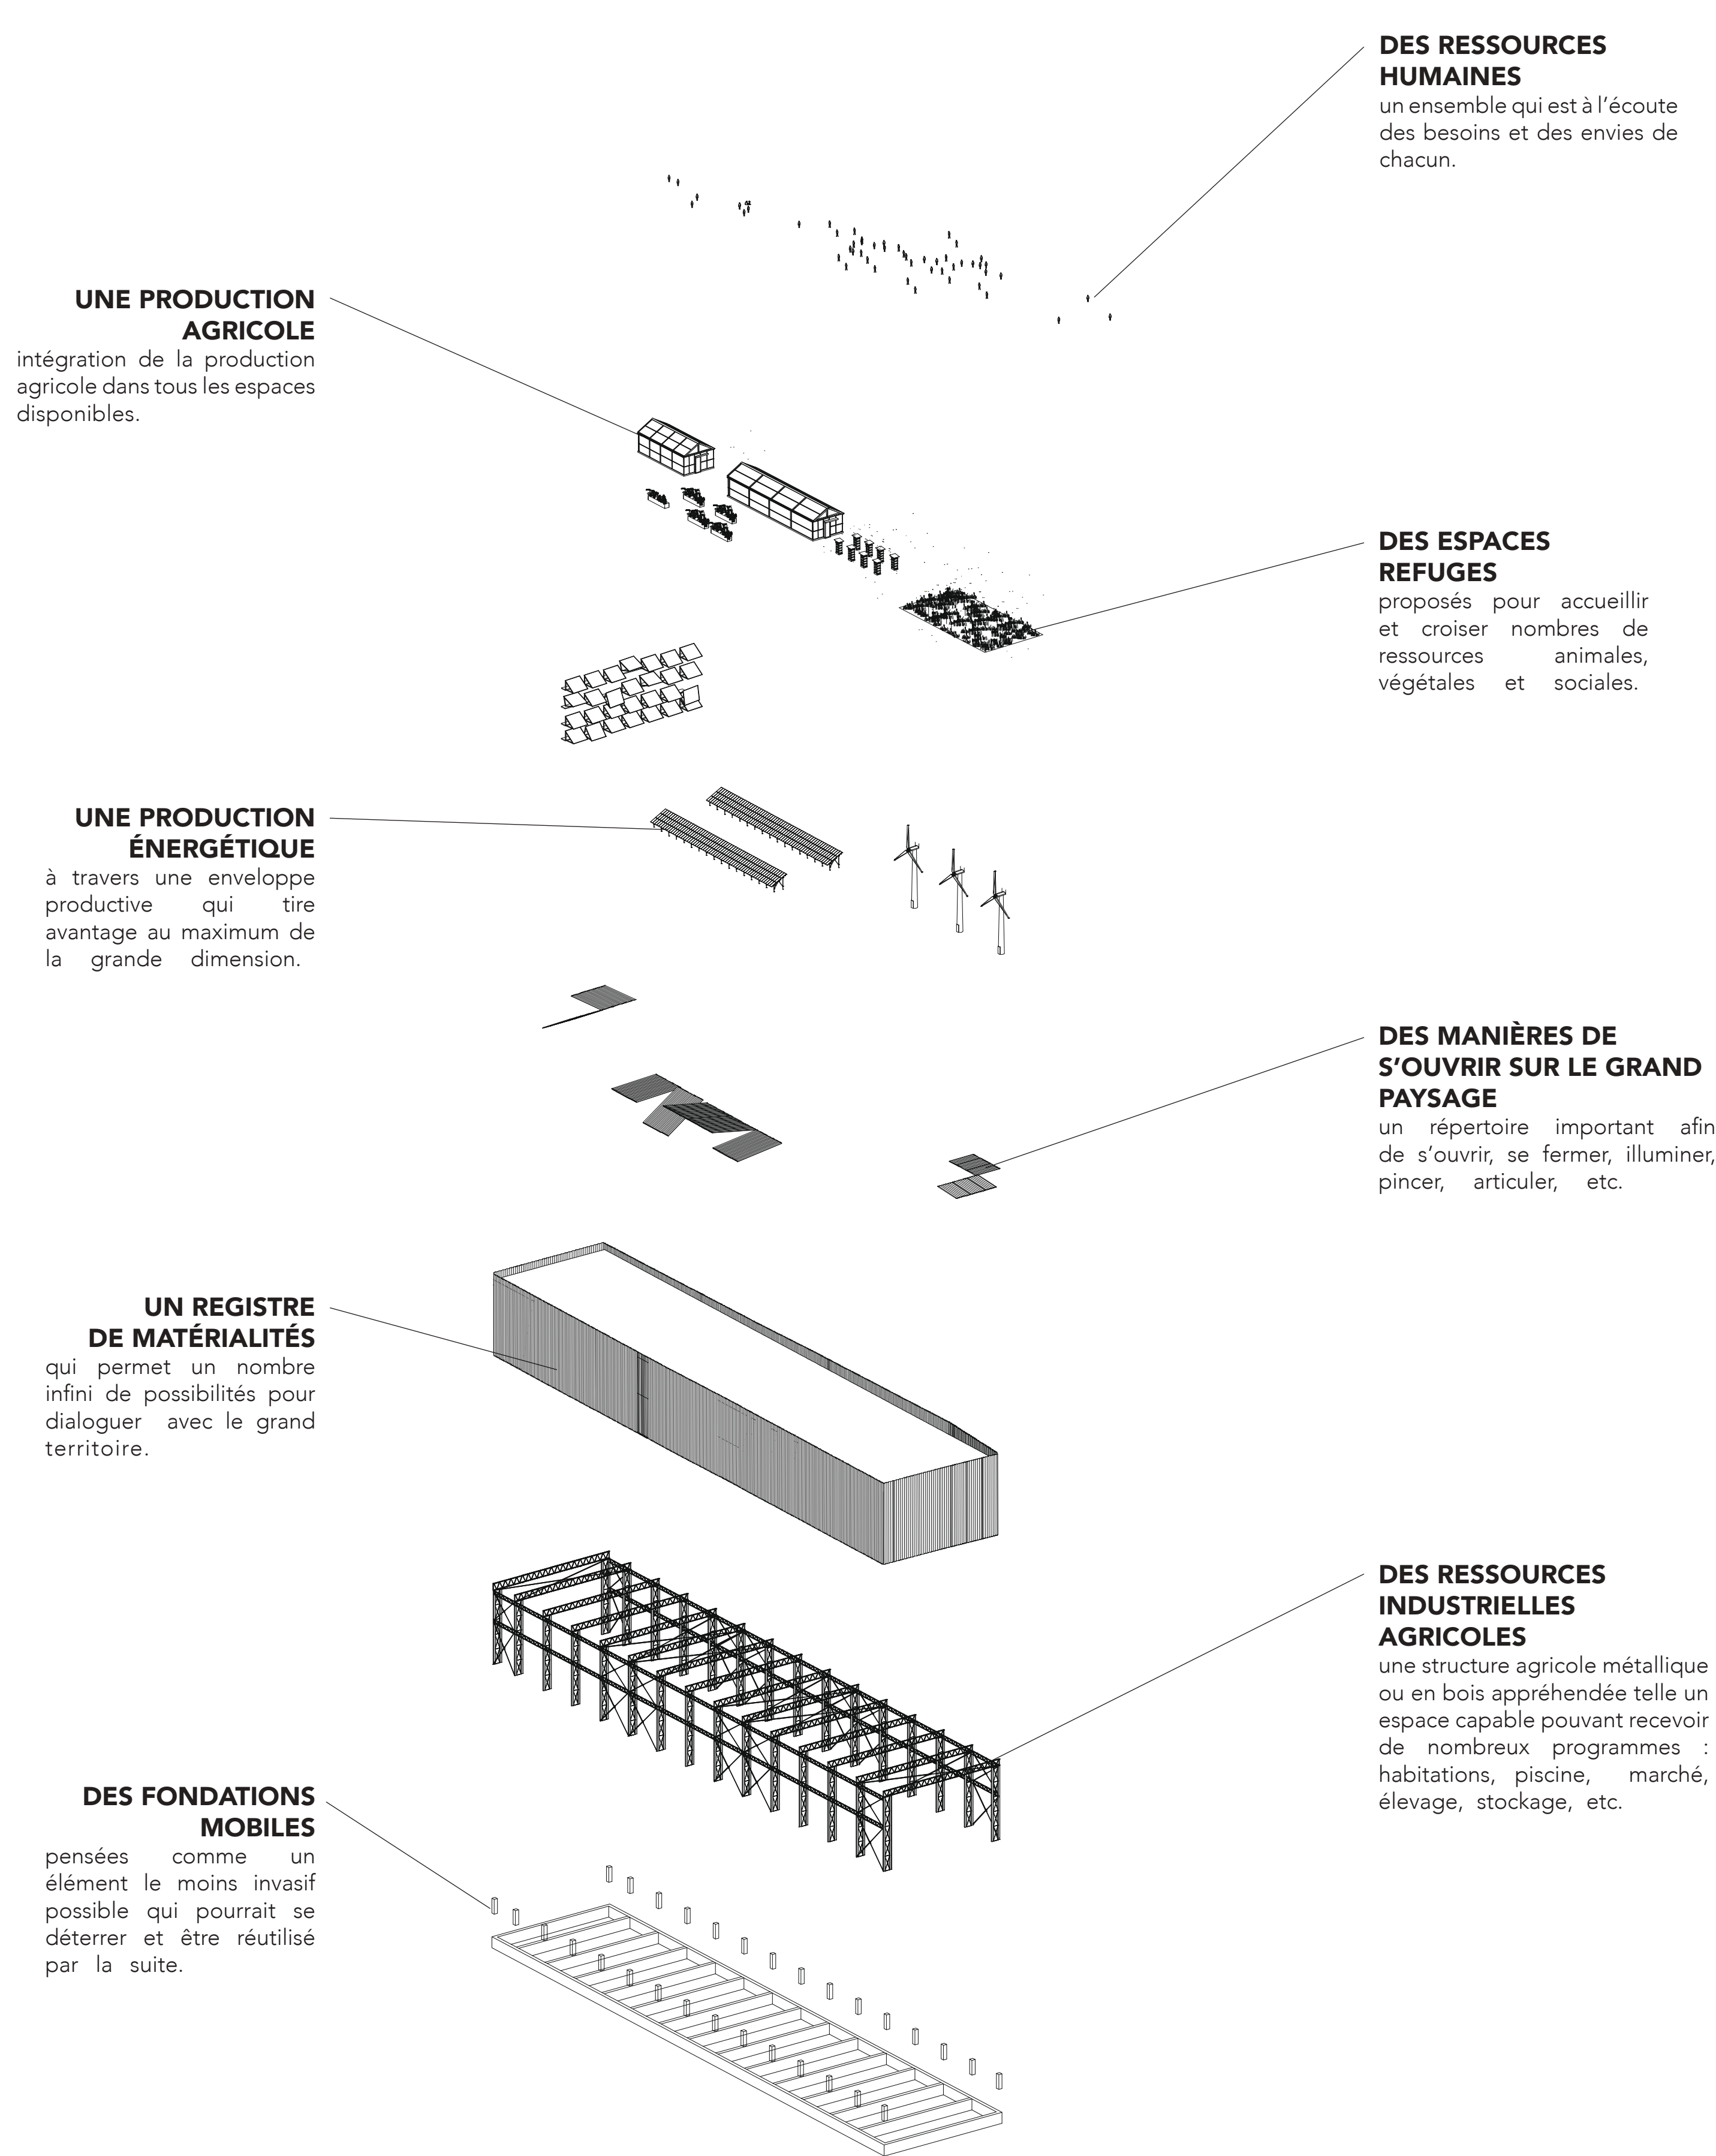 DES RESSOURCES
HUMAINES
un ensemble qui est à l'écoute
des besoins et des envies de
chacun.
UNE PRODUCTION
AGRICOLE
intégration de la production
agricole dans tous les espaces
disponibles.
DES ESPACES
REFUGES
proposés pour accueillir
et croiser nombres de
ressources animales,
végétales et sociales.
UNE PRODUCTION
ÉNERGÉTIQUE
à travers une enveloppe
productive qui tire
avantage au maximum de
la grande dimension.
DES MANIÈRES DE
S'OUVRIR SUR LE GRAND
PAYSAGE
un répertoire important afin
de s'ouvrir, se fermer, illuminer,
pincer, articuler, etc.
UN REGISTRE
DE MATÉRIALITÉS
qui permet un nombre
infini de possibilités pour
dialoguer avec le grand
territoire.
DES RESSOURCES
INDUSTRIELLES
AGRICOLES
une structure agricole métallique
ou en bois appréhendée telle un
espace capable pouvant recevoir
de nombreux programmes :
habitations, piscine, marché,
élevage, stockage, etc.
DES FONDATIONS
MOBILES
pensées comme un
élément le moins invasif
possible qui pourrait se
déterrer et être réutilisé
par la suite.